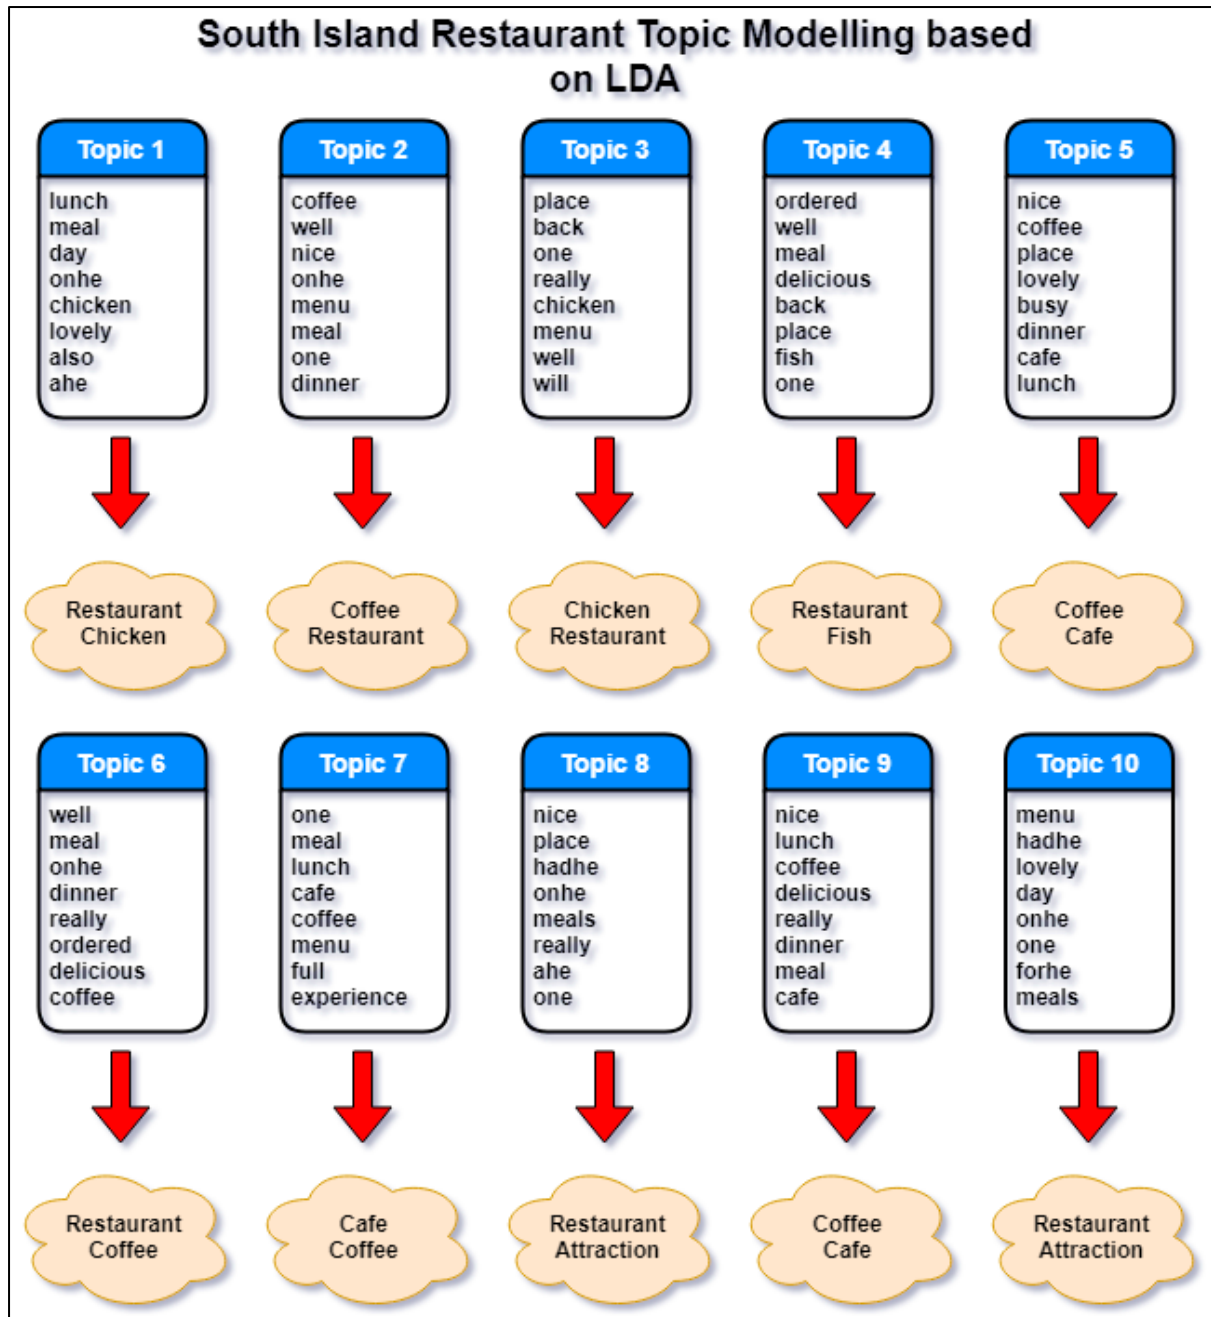 South Island Restaurant Topic Modelling based
on LDA
Topic 1
lunch
meal
day
onhe
chicken
lovely
also
ahe
Restaurant
Chicken
Topic 2
coffee
well
nice
onhe
menu
meal
one
dinner
Coffee
Restaurant
Topic 3
place
back
one
really
chicken
menu
well
will
Chicken
Restaurant
Topic 4
ordered
well
meal
delicious
back
place
fish
one
Restaurant
Fish
Topic 5
nice
coffee
place
lovely
busy
dinner
cafe
lunch
Coffee
Cafe
Topic 6
well
meal
onhe
dinner
really
ordered
delicious
coffee
Restaurant
Coffee
Topic 7
one
meal
lunch
cafe
coffee
menu
full
experience
Cafe
Coffee
Topic 8
nice
place
hadhe
onhe
meals
really
ahe
one
Restaurant
Attraction
Topic 9
nice
lunch
coffee
delicious
really
dinner
meal
cafe
Coffee
Cafe
Topic 10
menu
hadhe
lovely
day
onhe
one
forhe
meals
Restaurant
Attraction